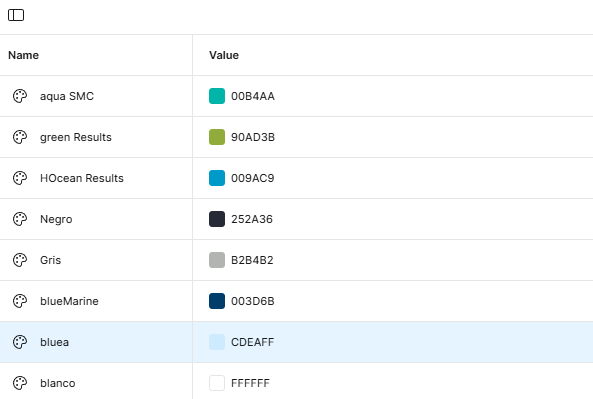 Name Value
aqua SMC 00B4AA
green Results 90AD3B
HOcean Results 009AC9
Negro 252A36
Gris B2B4B2
blueMarine 003D6B
bluea CDEAFF
blanco FFFFFF